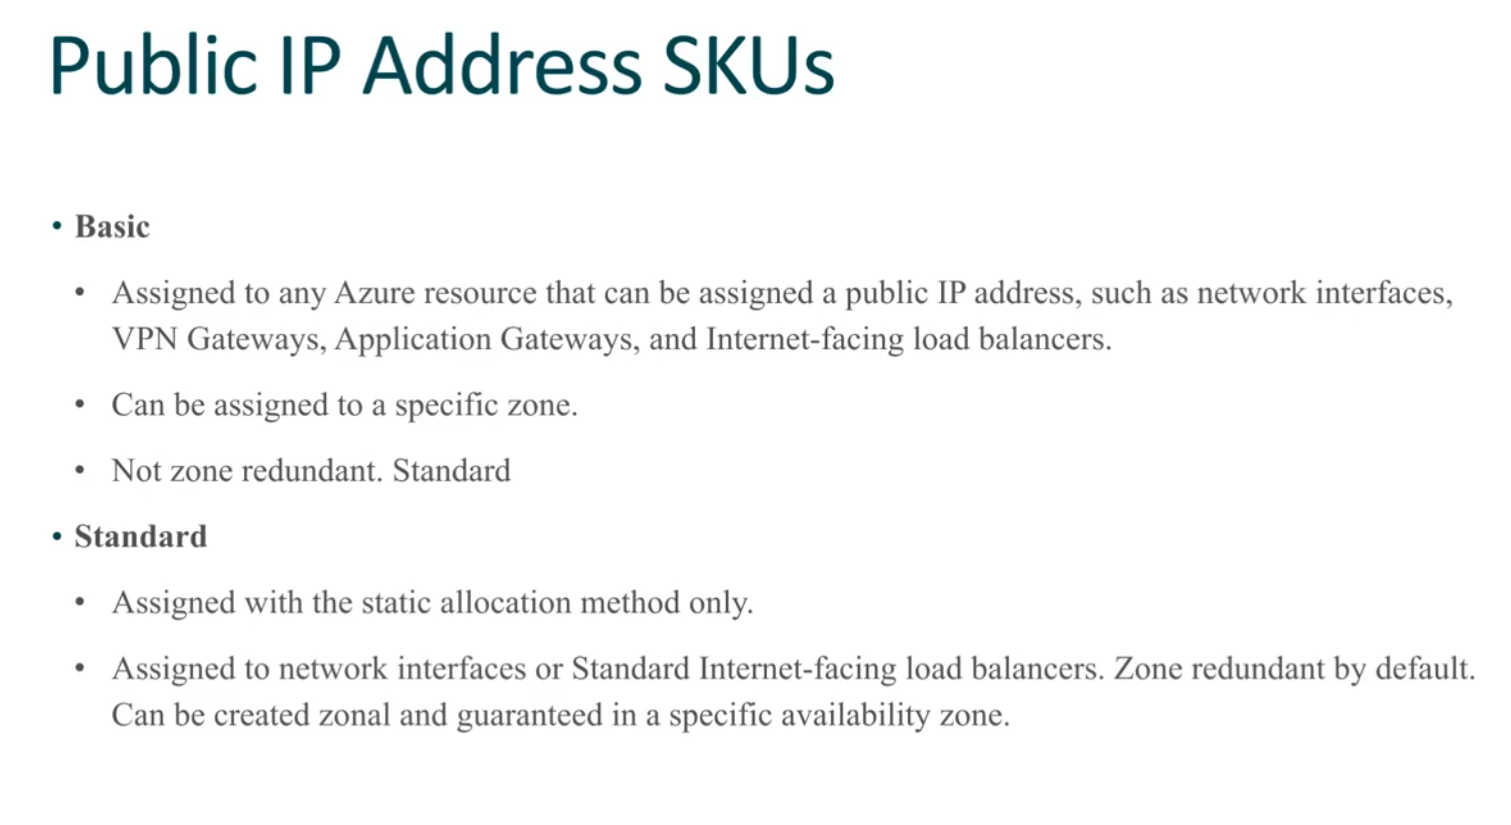 Public IP Address SKUs
• Basic
• Assigned to any Azure resource that can be assigned a public IP address, such as network interfaces,
VPN Gateways, Application Gateways, and Internet-facing load balancers.
• Can be assigned to a specific zone.
• Not zone redundant. Standard
• Standard
• Assigned with the static allocation method only.
• Assigned to network interfaces or Standard Internet-facing load balancers. Zone redundant by default.
Can be created zonal and guaranteed in a specific availability zone.